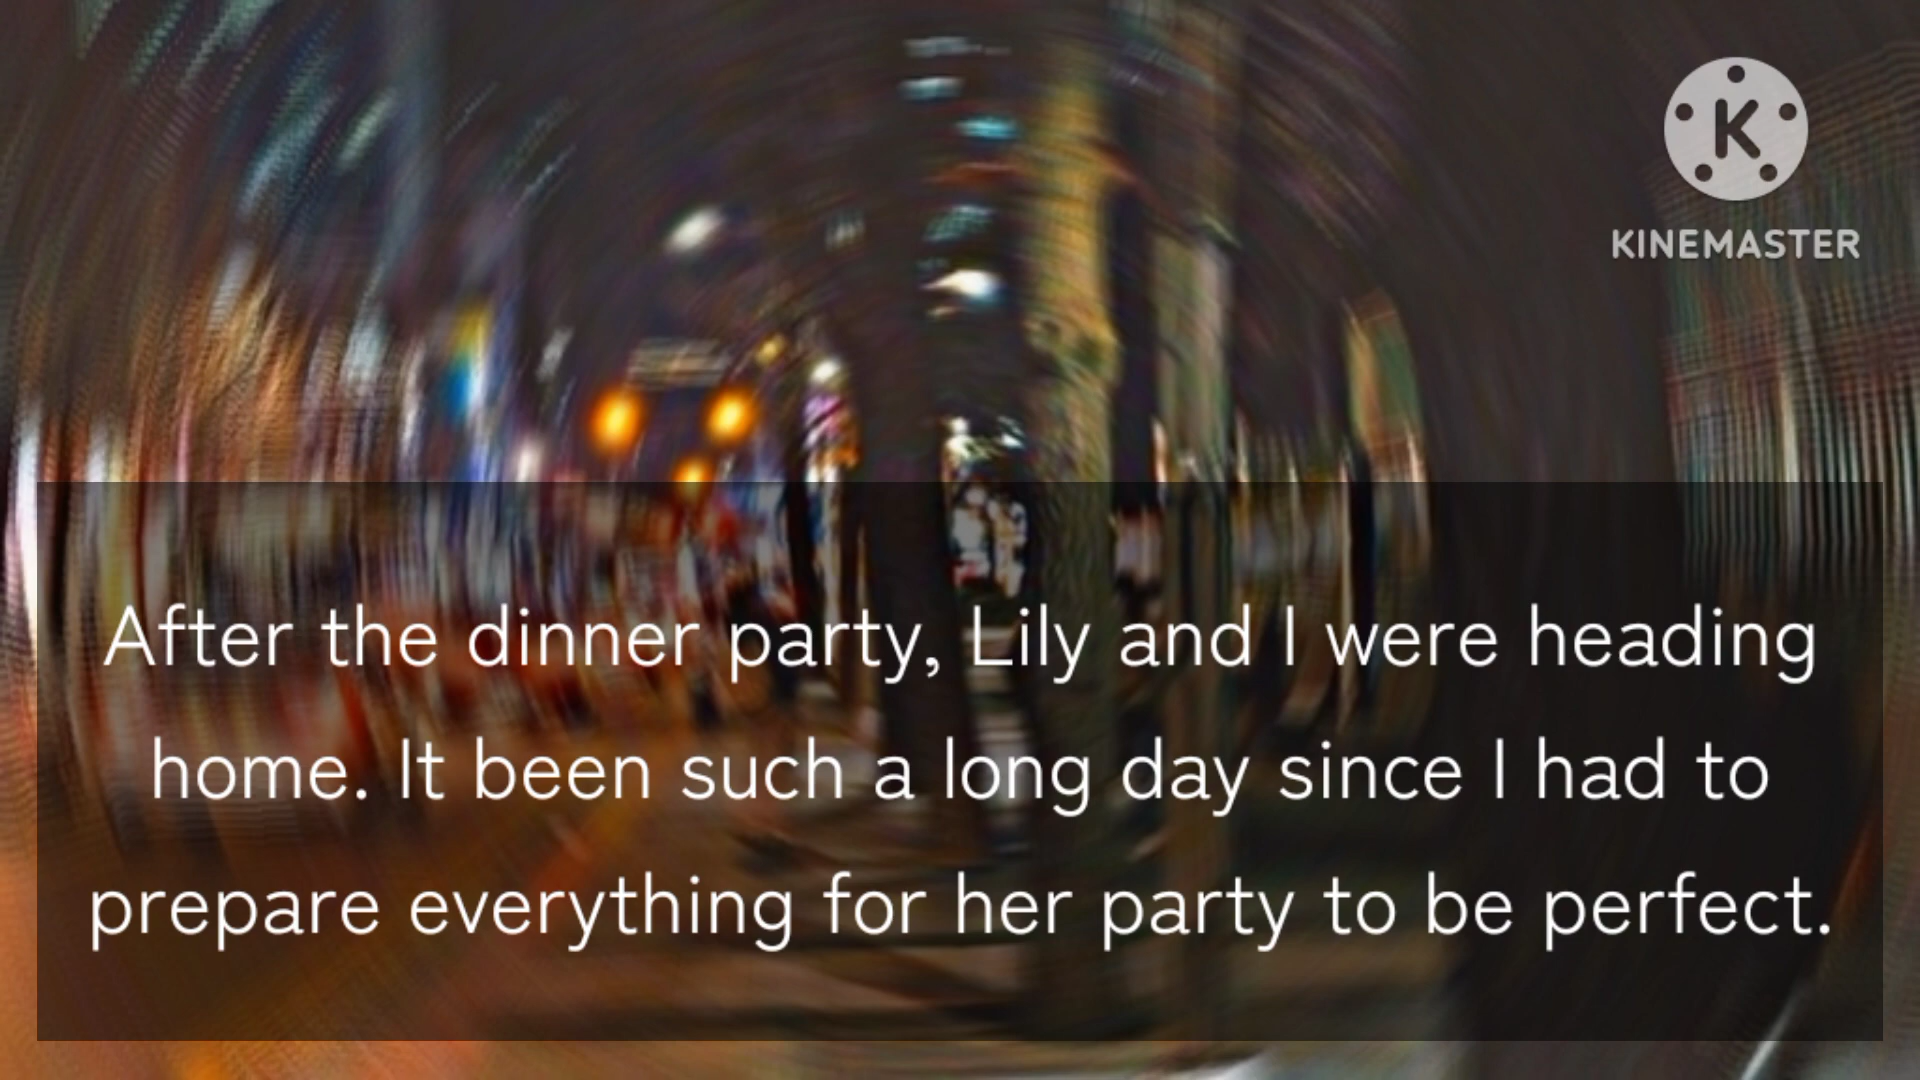 KINEMASTER
After the dinner party, Lily and I were heading
home. It been such a long day since I had to
prepare everything for her party to be perfect.